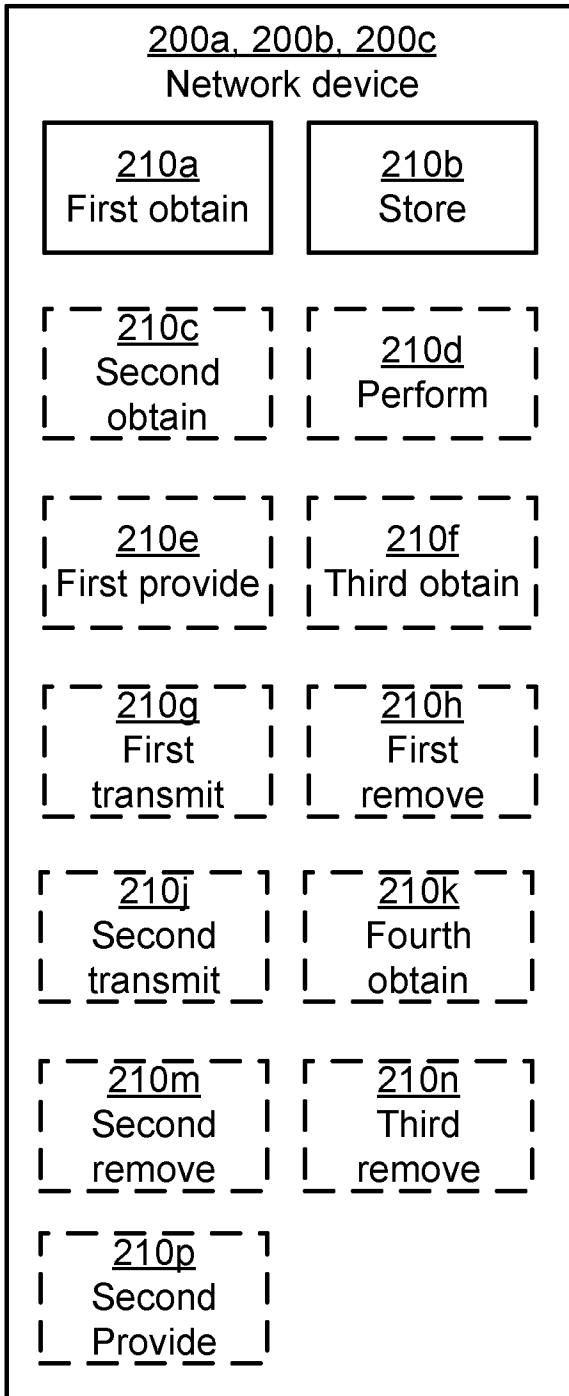 200a, 200b, 200c
Network device
210a
First obtain
210b
Store
210c
Second
obtain
210d
Perform
210e
First provide
210f
Third obtain
210g
First
transmit
210h
First
remove
210j
Second
transmit
210k
Fourth
obtain
210m
Second
remove
210n
Third
remove
210p
Second
Provide